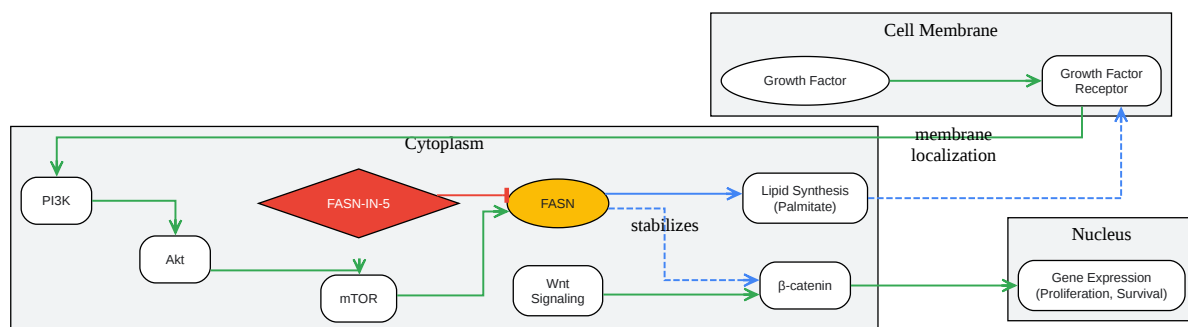 Cell Membrane
Growth Factor
Growth Factor
Receptor
membrane
localization
Cytoplasm
PI3K
FASN-IN-5
FASN
Lipid Synthesis
(Palmitate)
stabilizes
Akt
mTOR
Wnt
Signaling
β-catenin
Nucleus
Gene Expression
(Proliferation, Survival)